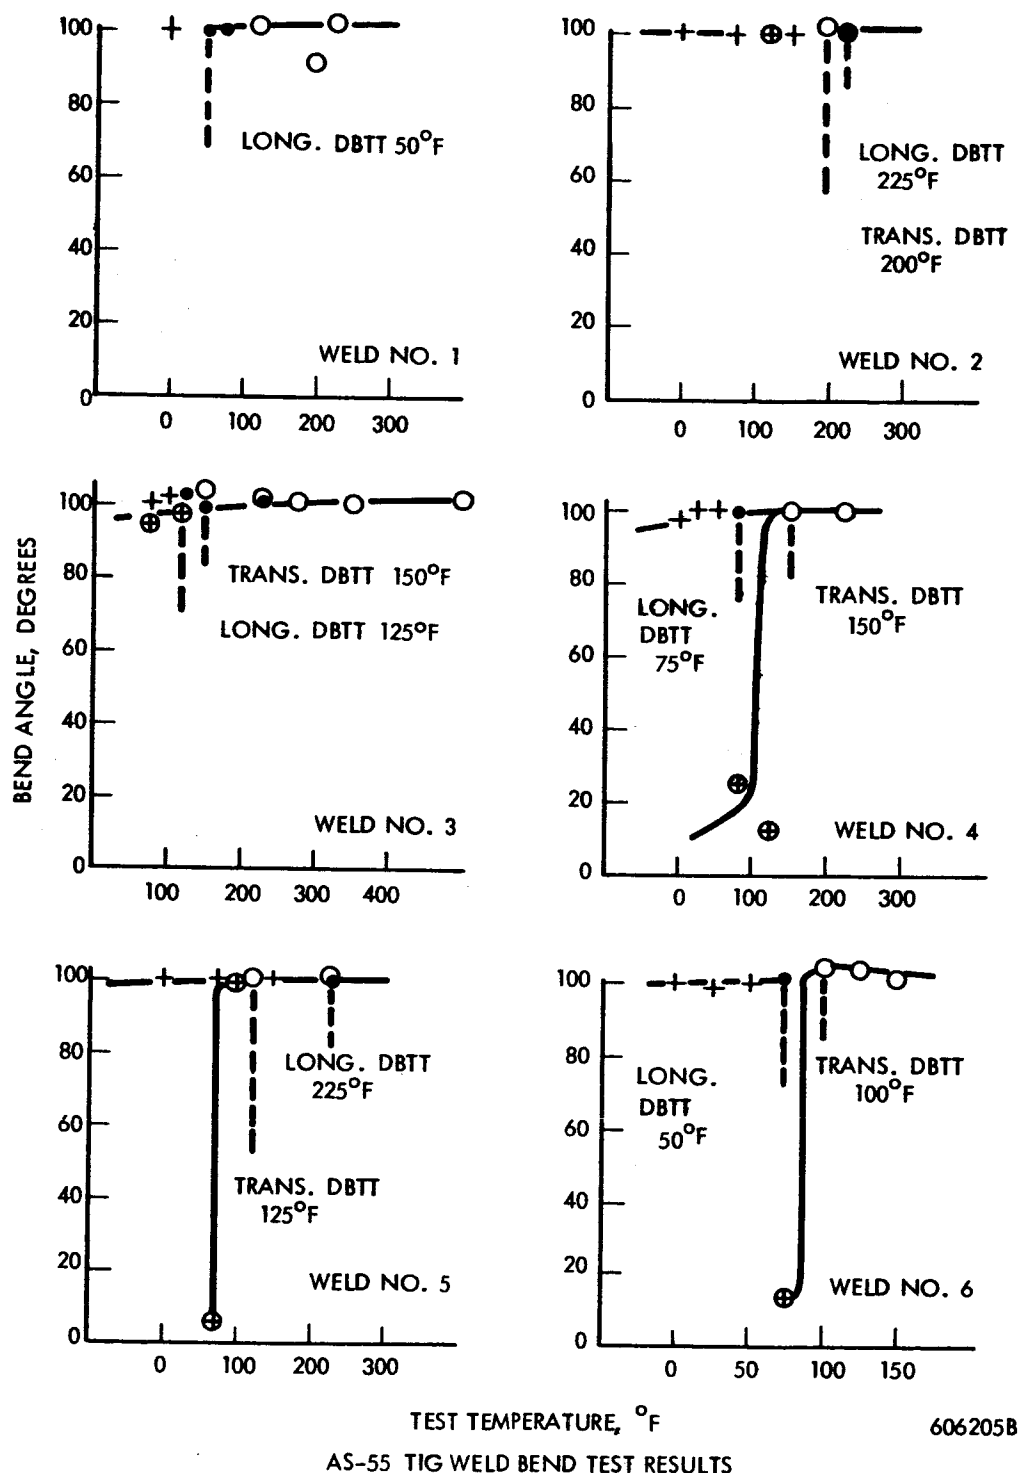 100
80
60
40
20
0
0 100 200 300
LONG. DBTT 50°F
WELD NO. 1
100
80
60
40
20
0
0 100 200 300
LONG. DBTT
225°F
TRANS. DBTT
200°F
WELD NO. 2
BEND ANGLE, DEGREES
100
80
60
40
20
0
100 200 300 400
TRANS. DBTT 150°F
LONG. DBTT 125°F
WELD NO. 3
100
80
60
40
20
0
0 100 200 300
LONG.
DBTT
75°F
TRANS. DBTT
150°F
WELD NO. 4
100
80
60
40
20
0
0 100 200 300
LONG. DBTT
225°F
TRANS. DBTT
125°F
WELD NO. 5
100
80
60
40
20
0
0 50 100 150
LONG.
DBTT
50°F
TRANS. DBTT
100°F
WELD NO. 6
TEST TEMPERATURE, °F
606205B
AS-55 TIG WELD BEND TEST RESULTS